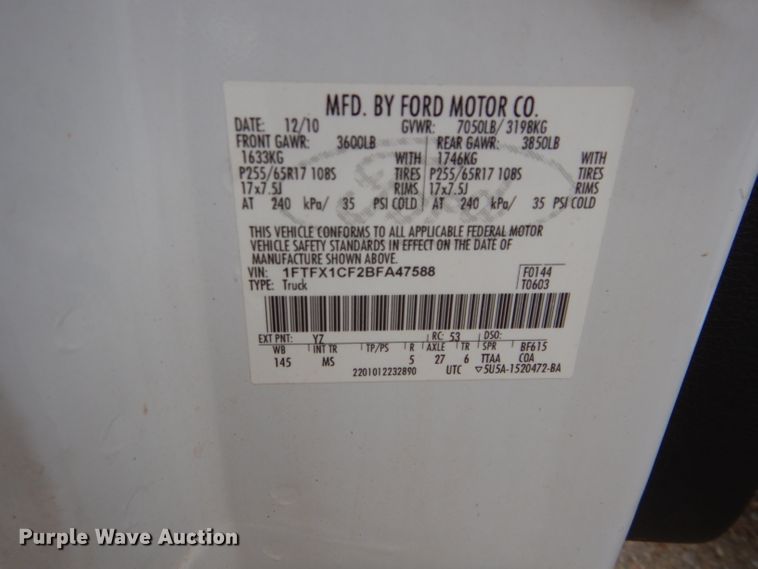 MFD. BY FORD MOTOR CO.
DATE: 12/10 GVWR: 7050LB/ 3198KG
FRONT GAWR: 3600LB REAR GAWR: 3850LB
1633KG WITH 1746KG WITH
P255/65R17 108S TIRES P255/65R17 108S TIRES
17x7.5J RIMS 17x7.5J RIMS
AT 240 kPa/ 35 PSI COLD AT 240 kPa/ 35 PSI COLD
THIS VEHICLE CONFORMS TO ALL APPLICABLE FEDERAL MOTOR
VEHICLE SAFETY STANDARDS IN EFFECT ON THE DATE OF
MANUFACTURE SHOWN ABOVE.
VIN: 1FTFX1CF2BFA47588 F0144
TYPE: Truck T0603
EXT PNT: YZ RC: 53 DSO:
WB INT TR TP/PS R AXLE TR SPR BF615
145 MS 5 27 6 TTAA COA
2201012232890 UTC ▽5U5A-1520472-BA
Purple Wave Auction